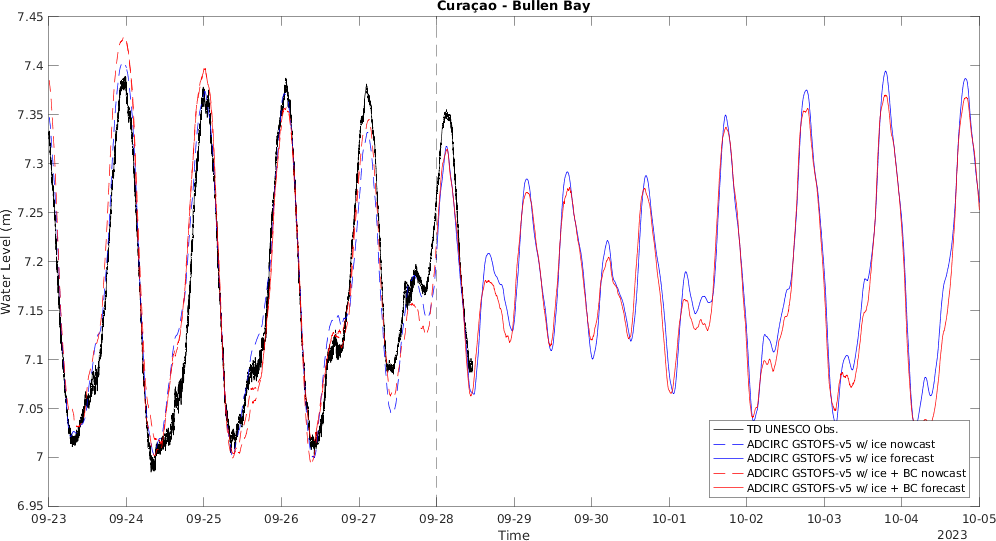 Curaçao - Bullen Bay
7.45
7.4
7.35
7.3
7.25
7.2
7.15
7.1
7.05
7
6.95
Water Level (m)
TD UNESCO Obs.
ADCIRC GSTOFS-v5 w/ ice nowcast
ADCIRC GSTOFS-v5 w/ ice forecast
ADCIRC GSTOFS-v5 w/ ice + BC nowcast
ADCIRC GSTOFS-v5 w/ ice + BC forecast
09-23 09-24 09-25 09-26 09-27 09-28 09-29 09-30 10-01 10-02 10-03 10-04 10-05
Time
2023